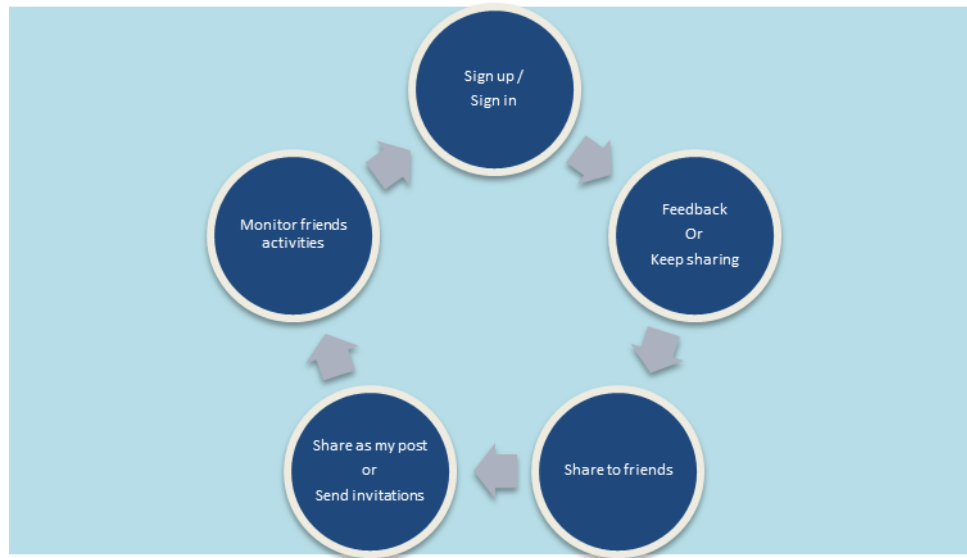 Sign up /
Sign in
Feedback
Or
Keep sharing
Share to friends
Share as my post
or
Send invitations
Monitor friends
activities